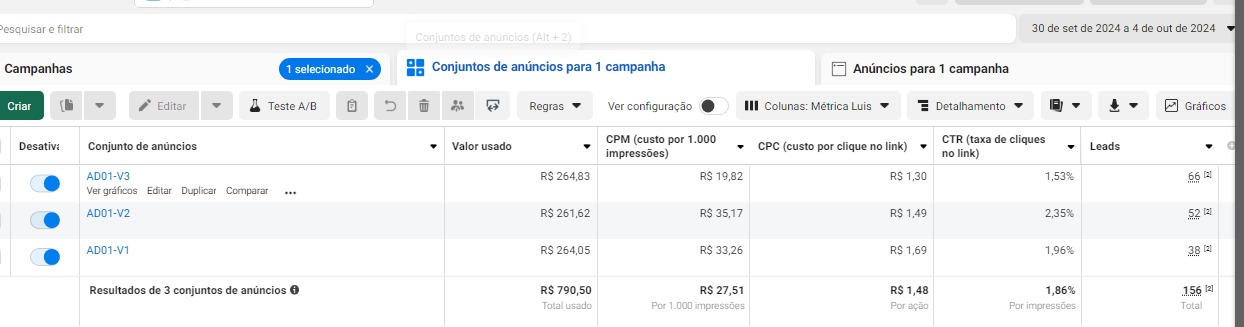 Pesquisar e filtrar
Conjuntos de anúncios (Alt + 2)
30 de set de 2024 a 4 de out de 2024
Campanhas
1 selecionado ×
Conjuntos de anúncios para 1 campanha
Anúncios para 1 campanha
Criar
Editar
Teste A/B
Regras
Ver configuração
Colunas: Métrica Luis
Detalhamento
Gráficos
Desativa
Conjunto de anúncios
Valor usado
CPM (custo por 1.000
impressões)
CPC (custo por clique no link)
CTR (taxa de cliques
no link)
Leads
AD01-V3
Ver gráficos Editar Duplicar Comparar ...
R$ 264,83
R$ 19,82
R$ 1,30
1,53%
66 [2]
AD01-V2
R$ 261,62
R$ 35,17
R$ 1,49
2,35%
52 [2]
AD01-V1
R$ 264,05
R$ 33,26
R$ 1,69
1,96%
38 [2]
Resultados de 3 conjuntos de anúncios
R$ 790,50
Total usado
R$ 27,51
Por 1.000 impressões
R$ 1,48
Por ação
1,86%
Por impressões
156 [2]
Total